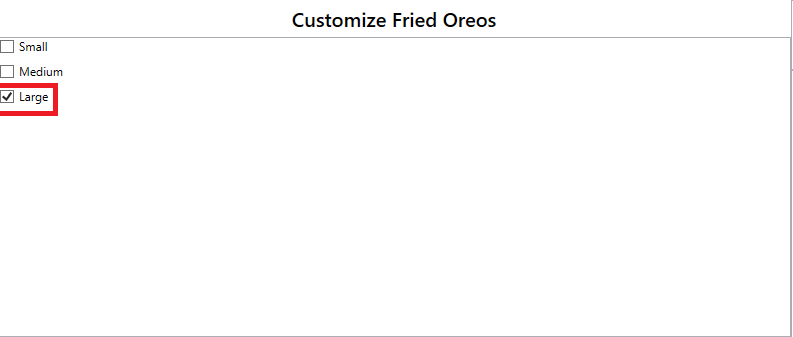 Customize Fried Oreos
Small
Medium
Large